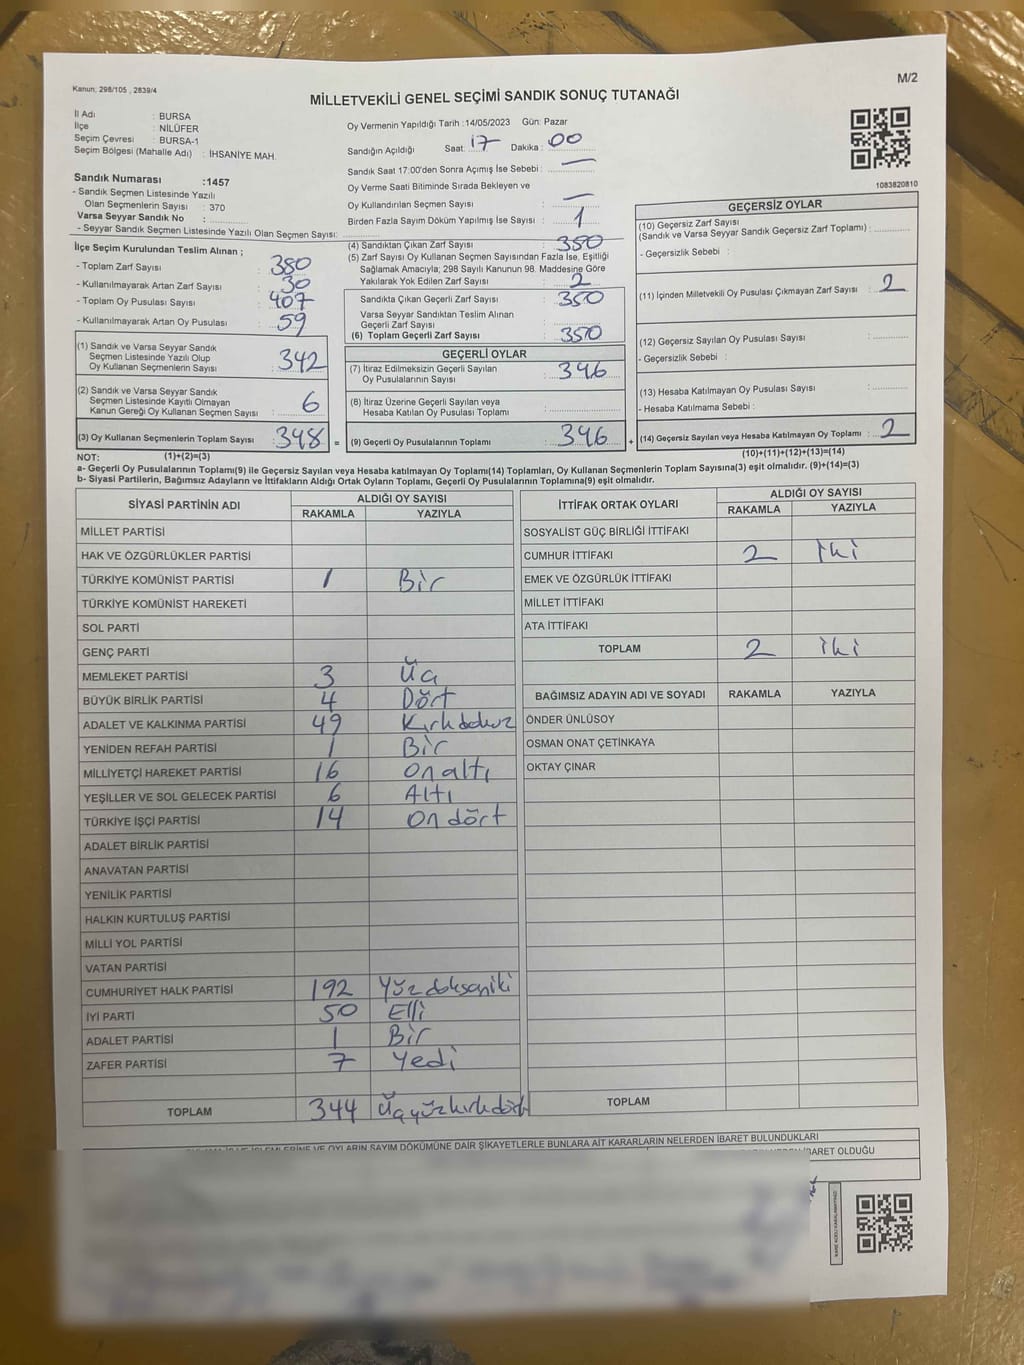 Kanun; 298/105 , 2839/4
M/2
MİLLETVEKİLİ GENEL SEÇİMİ SANDIK SONUÇ TUTANAĞI
İl Adı : BURSA
İlçe : NİLÜFER
Seçim Çevresi : BURSA-1
Seçim Bölgesi (Mahalle Adı) : İHSANİYE MAH.
Sandık Numarası :1457
- Sandık Seçmen Listesinde Yazılı
Olan Seçmenlerin Sayısı : 370
Varsa Seyyar Sandık No :
- Seyyar Sandık Seçmen Listesinde Yazılı Olan Seçmen Sayısı:
Oy Vermenin Yapıldığı Tarih :14/05/2023 Gün: Pazar
Sandığın Açıldığı Saat: 17 Dakika : 00
Sandık Saat 17:00'den Sonra Açımış İse Sebebi : —
Oy Verme Saati Bitiminde Sırada Bekleyen ve
Oy Kullandırılan Seçmen Sayısı : —
Birden Fazla Sayım Döküm Yapılmış İse Sayısı : 1
1083820810
İlçe Seçim Kurulundan Teslim Alınan ;
- Toplam Zarf Sayısı : 380
- Kullanılmayarak Artan Zarf Sayısı : 30
- Toplam Oy Pusulası Sayısı : 407
- Kullanılmayarak Artan Oy Pusulası : 59
(1) Sandık ve Varsa Seyyar Sandık
Seçmen Listesinde Yazılı Olup
Oy Kullanan Seçmenlerin Sayısı : 342
(2) Sandık ve Varsa Seyyar Sandık
Seçmen Listesinde Kayıtlı Olmayan
Kanun Gereği Oy Kullanan Seçmen Sayısı : 6
(3) Oy Kullanan Seçmenlerin Toplam Sayısı : 348 =
(4) Sandıktan Çıkan Zarf Sayısı : 350
(5) Zarf Sayısı Oy Kullanan Seçmen Sayısından Fazla İse, Eşitliği
Sağlamak Amacıyla; 298 Sayılı Kanunun 98. Maddesine Göre
Yakılarak Yok Edilen Zarf Sayısı : 2
Sandıkta Çıkan Geçerli Zarf Sayısı : 350
Varsa Seyyar Sandıktan Teslim Alınan
Geçerli Zarf Sayısı :
(6) Toplam Geçerli Zarf Sayısı : 350
GEÇERLİ OYLAR
(7) İtiraz Edilmeksizin Geçerli Sayılan
Oy Pusulalarının Sayısı : 346
(8) İtiraz Üzerine Geçerli Sayılan veya
Hesaba Katılan Oy Pusulası Toplamı :
(9) Geçerli Oy Pusulalarının Toplamı : 346 +
GEÇERSİZ OYLAR
(10) Geçersiz Zarf Sayısı
(Sandık ve Varsa Seyyar Sandık Geçersiz Zarf Toplamı) :
- Geçersizlik Sebebi :
(11) İçinden Milletvekili Oy Pusulası Çıkmayan Zarf Sayısı : 2
(12) Geçersiz Sayılan Oy Pusulası Sayısı :
- Geçersizlik Sebebi :
(13) Hesaba Katılmayan Oy Pusulası Sayısı :
- Hesaba Katılmama Sebebi :
(14) Geçersiz Sayılan veya Hesaba Katılmayan Oy Toplamı : 2
NOT: (1)+(2)=(3) (10)+(11)+(12)+(13)=(14)
a- Geçerli Oy Pusulalarının Toplamı(9) ile Geçersiz Sayılan veya Hesaba katılmayan Oy Toplamı(14) Toplamları, Oy Kullanan Seçmenlerin Toplam Sayısına(3) eşit olmalıdır. (9)+(14)=(3)
b- Siyasi Partilerin, Bağımsız Adayların ve İttifakların Aldığı Ortak Oyların Toplamı, Geçerli Oy Pusulalarının Toplamına(9) eşit olmalıdır.
SİYASİ PARTİNİN ADI ALDIĞI OY SAYISI
RAKAMLA YAZIYLA
MİLLET PARTİSİ
HAK VE ÖZGÜRLÜKLER PARTİSİ
TÜRKİYE KOMÜNİST PARTİSİ 1 Bir
TÜRKİYE KOMÜNİST HAREKETİ
SOL PARTİ
GENÇ PARTİ
MEMLEKET PARTİSİ 3 Üç
BÜYÜK BİRLİK PARTİSİ 4 Dört
ADALET VE KALKINMA PARTİSİ 49 Kırkdokuz
YENİDEN REFAH PARTİSİ 1 Bir
MİLLİYETÇİ HAREKET PARTİSİ 16 onaltı
YEŞİLLER VE SOL GELECEK PARTİSİ 6 Altı
TÜRKİYE İŞÇİ PARTİSİ 14 Ondört
ADALET BİRLİK PARTİSİ
ANAVATAN PARTİSİ
YENİLİK PARTİSİ
HALKIN KURTULUŞ PARTİSİ
MİLLİ YOL PARTİSİ
VATAN PARTİSİ
CUMHURİYET HALK PARTİSİ 192 Yüzdoksaniki
İYİ PARTİ 50 Elli
ADALET PARTİSİ 1 Bir
ZAFER PARTİSİ 7 Yedi
TOPLAM 344 Üçyüzkırkdört
İTTİFAK ORTAK OYLARI ALDIĞI OY SAYISI
RAKAMLA YAZIYLA
SOSYALİST GÜÇ BİRLİĞİ İTTİFAKI
CUMHUR İTTİFAKI 2 iki
EMEK VE ÖZGÜRLÜK İTTİFAKI
MİLLET İTTİFAKI
ATA İTTİFAKI
TOPLAM 2 iki
BAĞIMSIZ ADAYIN ADI VE SOYADI RAKAMLA YAZIYLA
ÖNDER ÜNLÜSOY
OSMAN ONAT ÇETİNKAYA
OKTAY ÇINAR
TOPLAM
OYLARIN SAYIM DÖKÜMÜNE DAİR ŞİKAYETLERLE BUNLARA AİT KARARLARIN NELERDEN İBARET BULUNDUKLARI
İBARET OLDUĞU